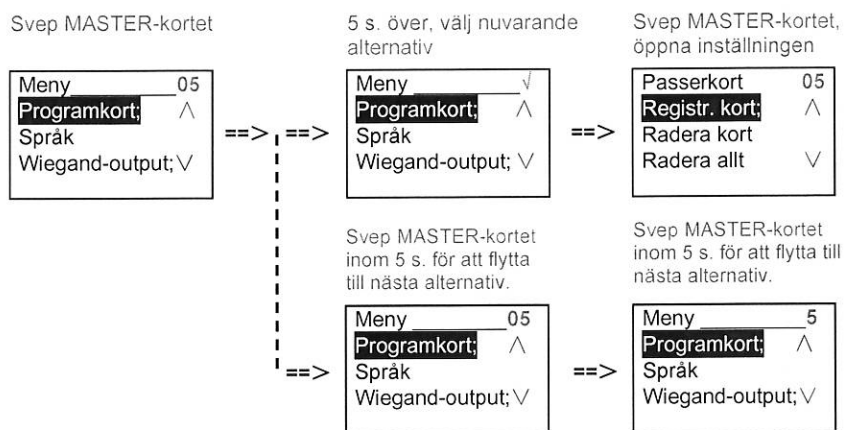 Svep MASTER-kortet
Meny 05
Programkort; ∧
Språk
Wiegand-output; ∨
==>
==>
5 s. över, välj nuvarande
alternativ
Meny √
Programkort; ∧
Språk
Wiegand-output; ∨
==>
Svep MASTER-kortet,
öppna inställningen
Passerkort 05
Registr. kort; ∧
Radera kort
Radera allt ∨
==>
Svep MASTER-kortet
inom 5 s. för att flytta
till nästa alternativ.
Meny 05
Programkort; ∧
Språk
Wiegand-output; ∨
==>
Svep MASTER-kortet
inom 5 s. för att flytta till
nästa alternativ.
Meny 5
Programkort; ∧
Språk
Wiegand-output; ∨